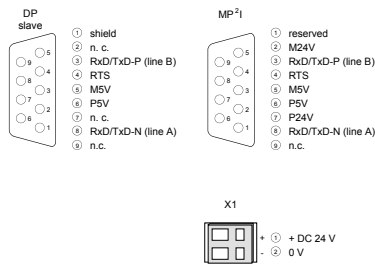 DP
slave
5
9
4
8
3
7
2
6
1
① shield
② n. c.
③ RxD/TxD-P (line B)
④ RTS
⑤ M5V
⑥ P5V
⑦ n. c.
⑧ RxD/TxD-N (line A)
⑨ n.c.
MP²I
5
9
4
8
3
7
2
6
1
① reserved
② M24V
③ RxD/TxD-P (line B)
④ RTS
⑤ M5V
⑥ P5V
⑦ P24V
⑧ RxD/TxD-N (line A)
⑨ n.c.
X1
+ ① + DC 24 V
- ② 0 V